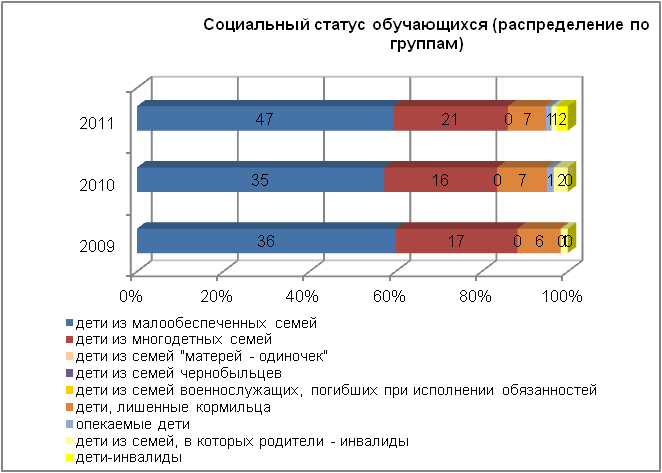 Социальный статус обучающихся (распределение по
группам)
2011
47 21 0 7 1 1 2
2010
35 16 0 7 1 2 0
2009
36 17 0 6 0 1 0
0% 20% 40% 60% 80% 100%
дети из малообеспеченных семей
дети из многодетных семей
дети из семей "матерей - одиночек"
дети из семей чернобыльцев
дети из семей военнослужащих, погибших при исполнении обязанностей
дети, лишенные кормильца
опекаемые дети
дети из семей, в которых родители - инвалиды
дети-инвалиды